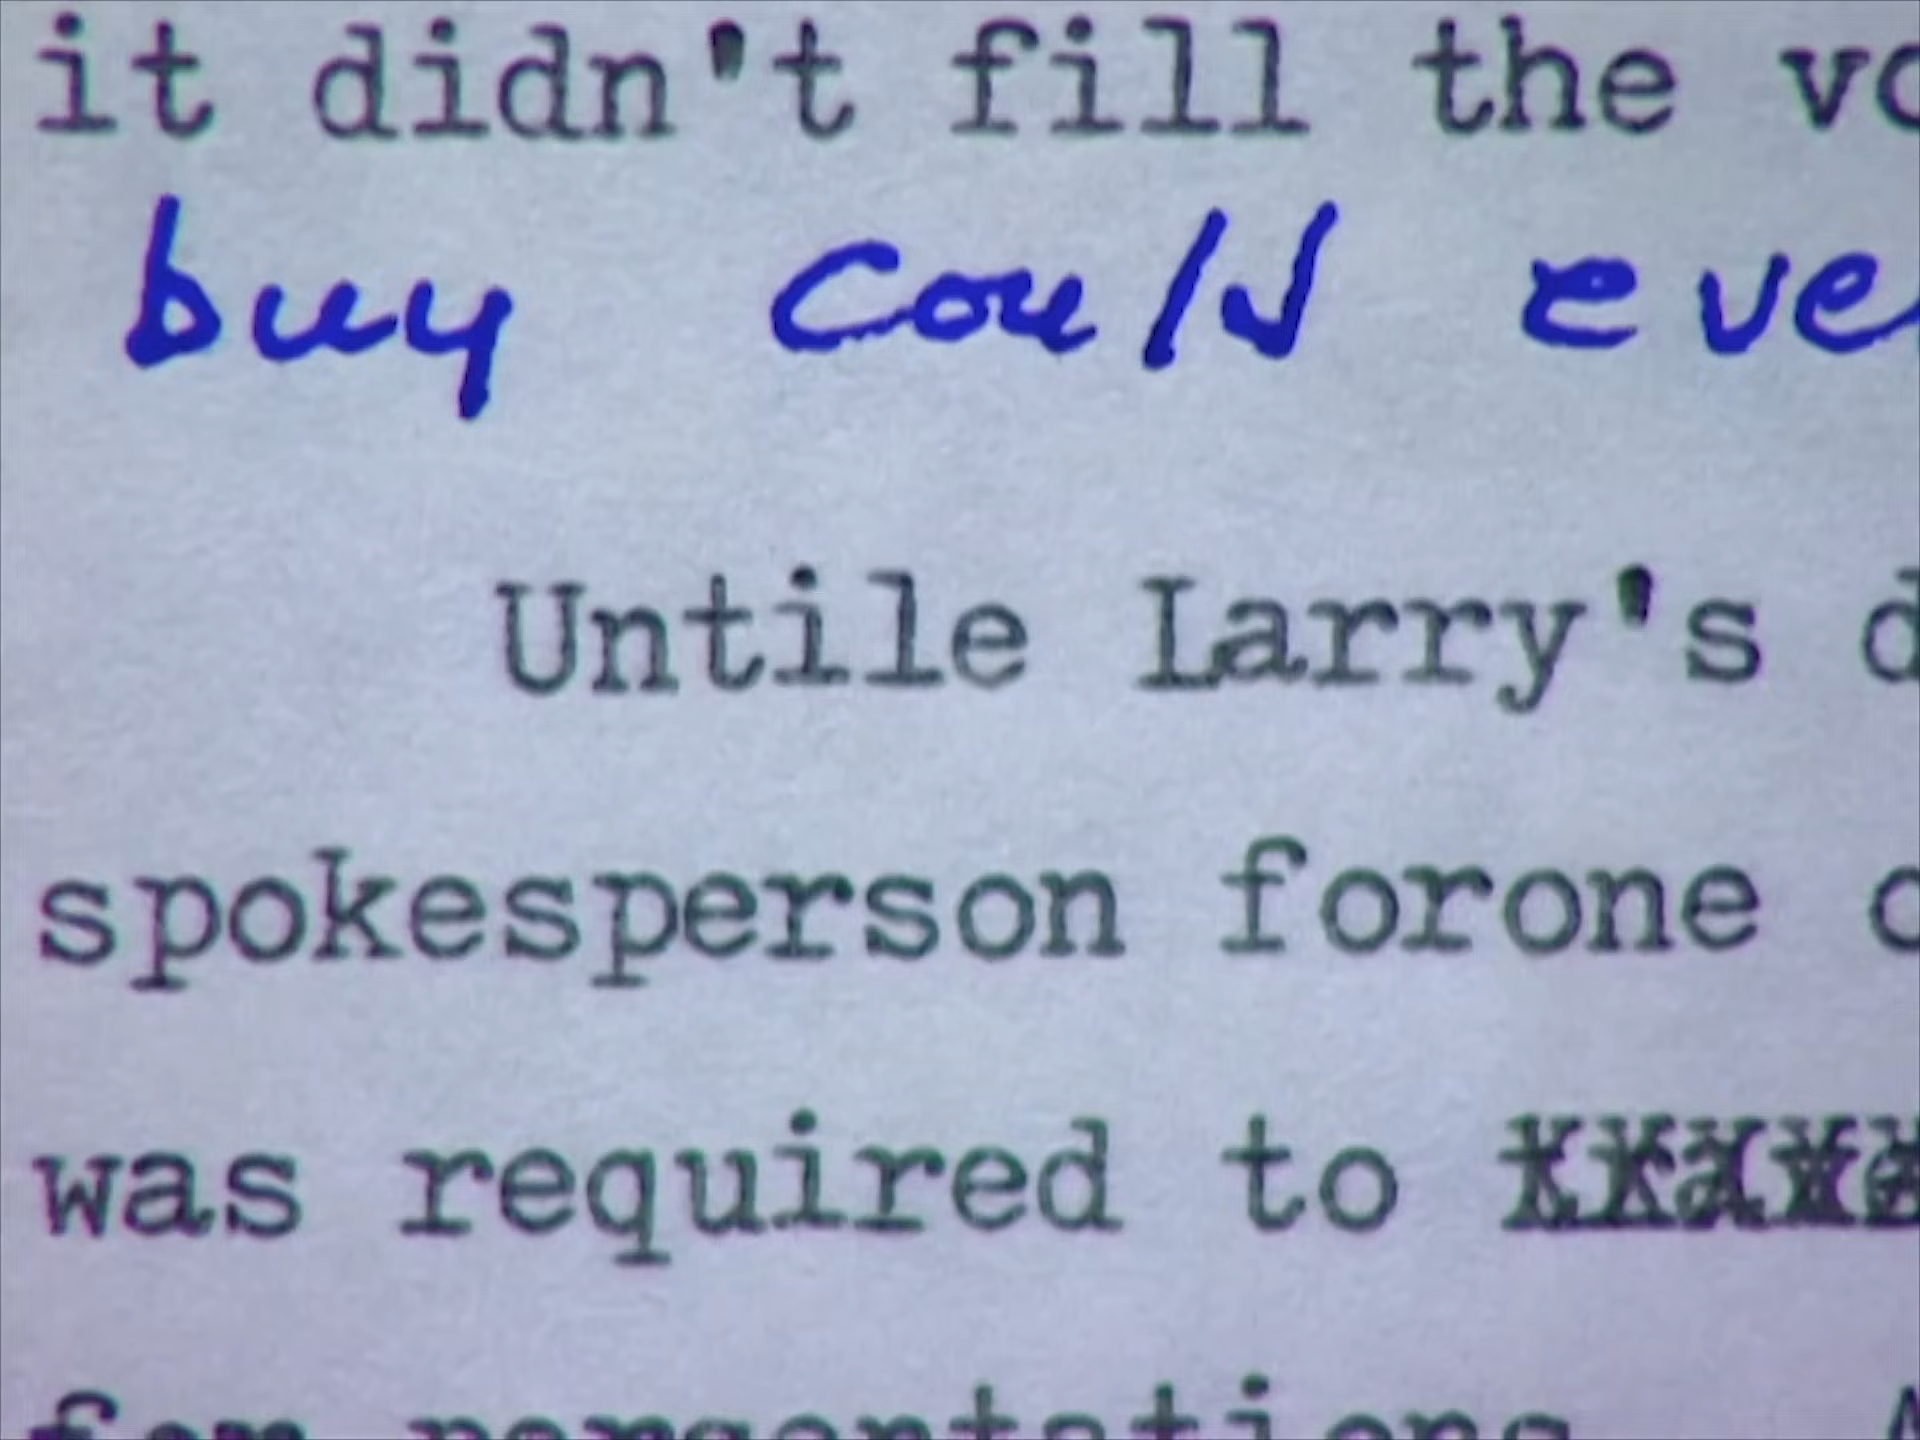 it didn't fill the
buy could
Untile Larry's
spokesperson forone
was required to